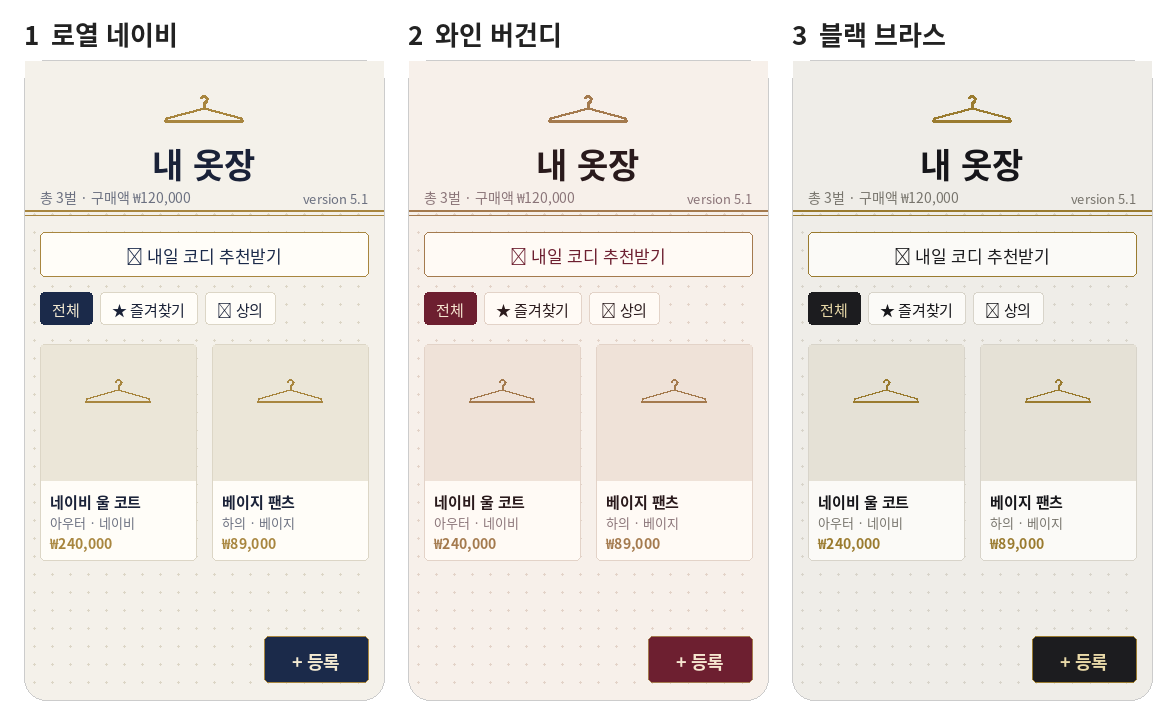 1 로열 네이비
내 옷장
총 3벌 · 구매액 ₩120,000
version 5.1
내일 코디 추천받기
전체
★ 즐겨찾기
상의
네이비 울 코트
아우터 · 네이비
₩240,000
베이지 팬츠
하의 · 베이지
₩89,000
+ 등록
2 와인 버건디
내 옷장
총 3벌 · 구매액 ₩120,000
version 5.1
내일 코디 추천받기
전체
★ 즐겨찾기
상의
네이비 울 코트
아우터 · 네이비
₩240,000
베이지 팬츠
하의 · 베이지
₩89,000
+ 등록
3 블랙 브라스
내 옷장
총 3벌 · 구매액 ₩120,000
version 5.1
내일 코디 추천받기
전체
★ 즐겨찾기
상의
네이비 울 코트
아우터 · 네이비
₩240,000
베이지 팬츠
하의 · 베이지
₩89,000
+ 등록